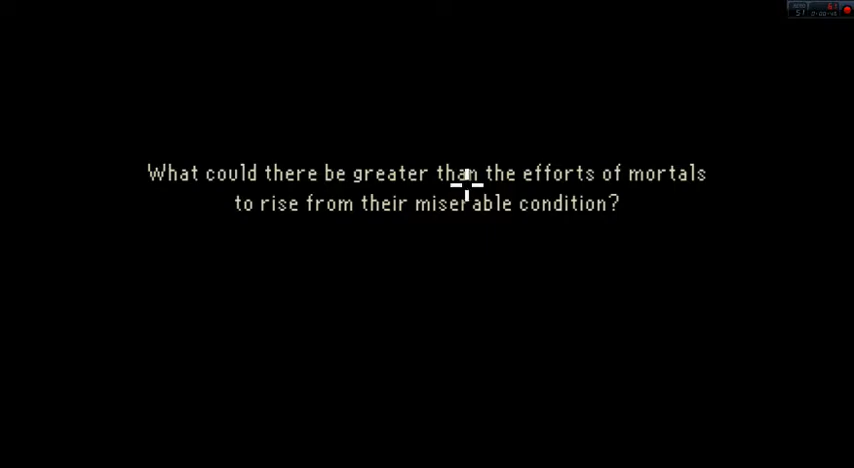 What could there be greater than the efforts of mortals
to rise from their miserable condition?